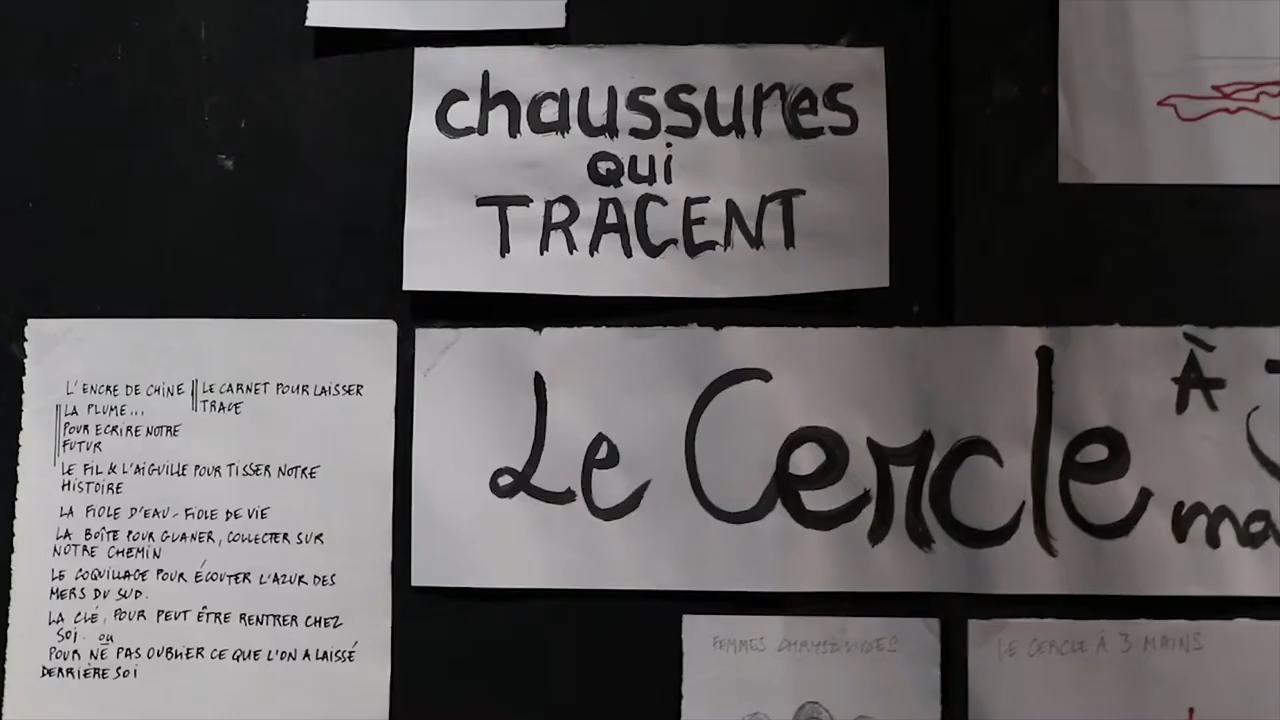 chaussures
qui
TRACENT
Le Cercle À
ma
L'ENCRE DE CHINE
LA PLUME...
POUR ECRIRE NOTRE
FUTUR
LE CARNET POUR LAISSER
TRACE
LE FIL & L'AIGUILLE POUR TISSER NOTRE
HISTOIRE
LA FIOLE D'EAU - FIOLE DE VIE
LA BOÎTE POUR GLANER, COLLECTER SUR
NOTRE CHEMIN
LE COQUILLAGE POUR ÉCOUTER L'AZUR DES
MERS DU SUD.
LA CLÉ, POUR PEUT ÊTRE RENTRER CHEZ
SOI. ou
POUR NE PAS OUBLIER CE QUE L'ON A LAISSÉ
DERRIÈRE SOI
FEMMES CHRYSALIDES
LE CERCLE À 3 MAINS